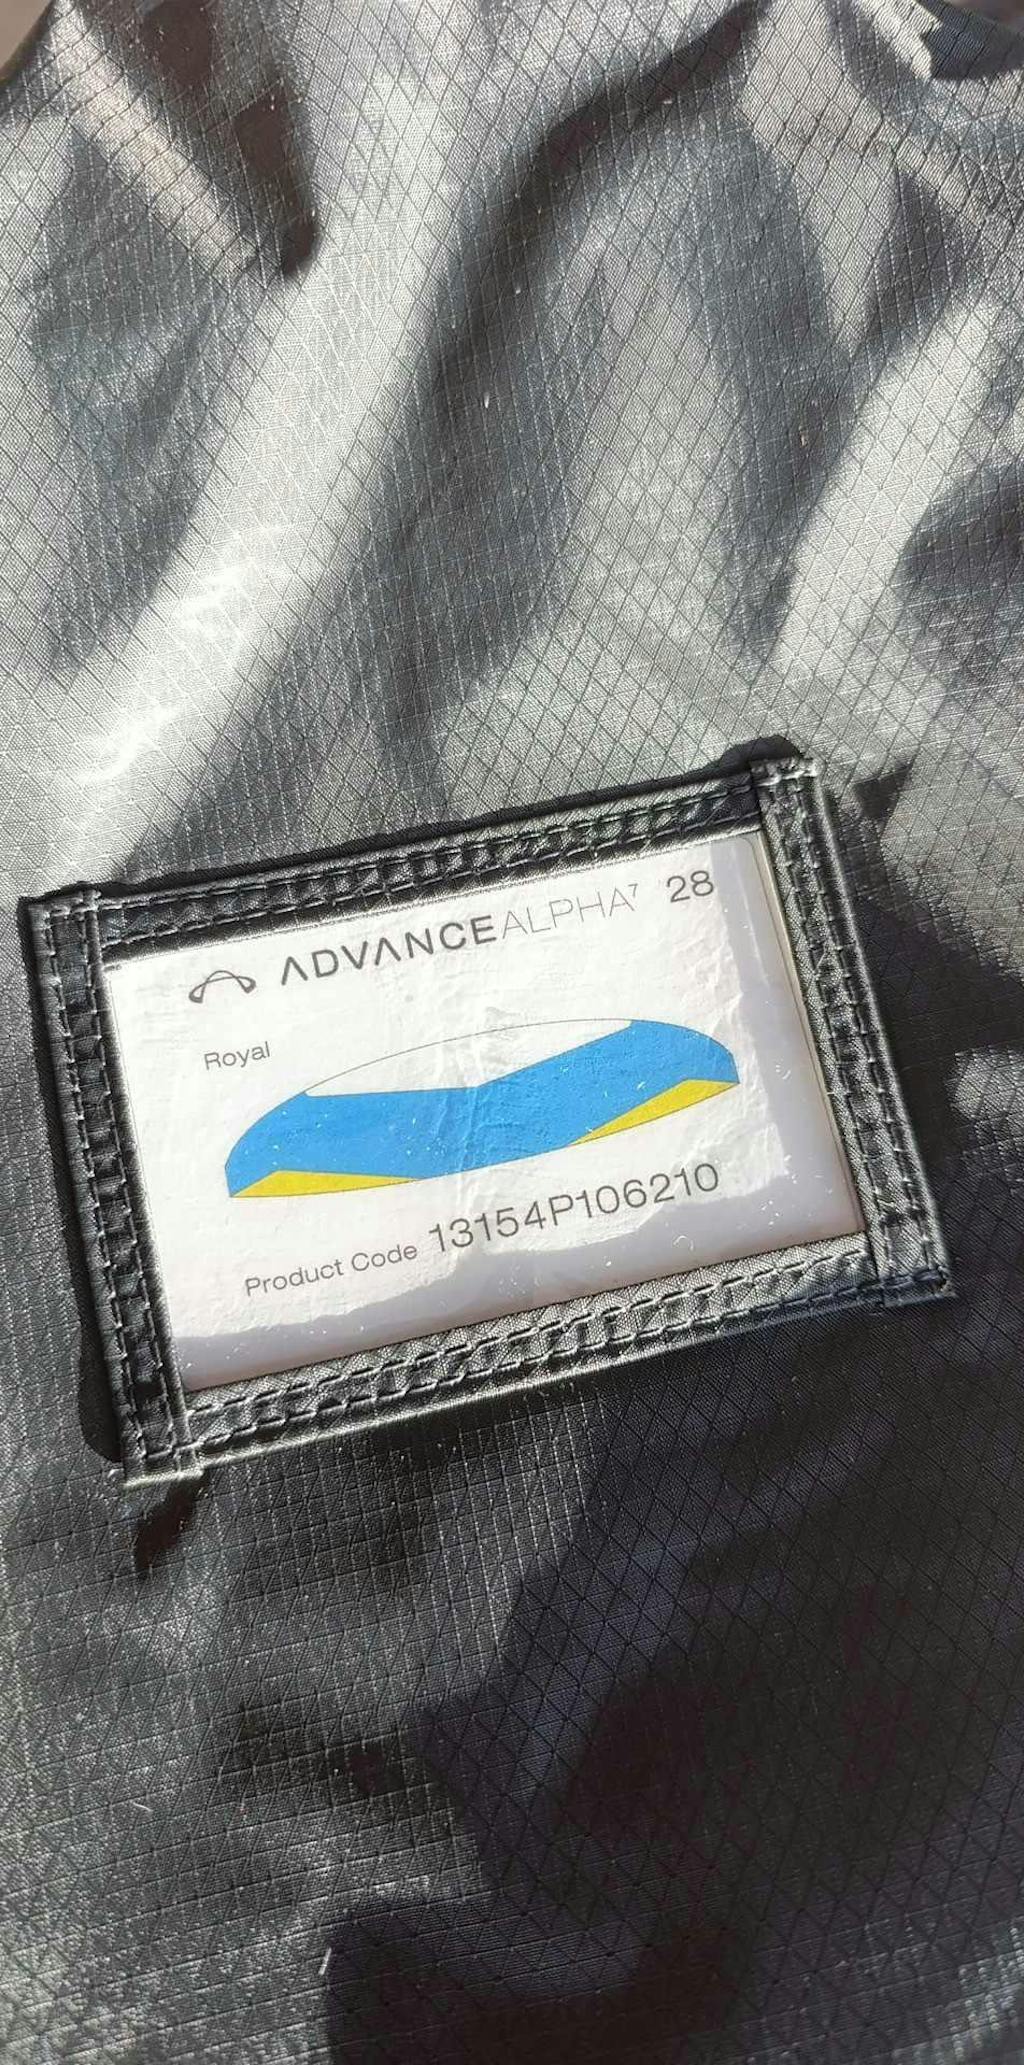 ADVANCEALPHA⁷ 28
Royal
Product Code 13154P106210